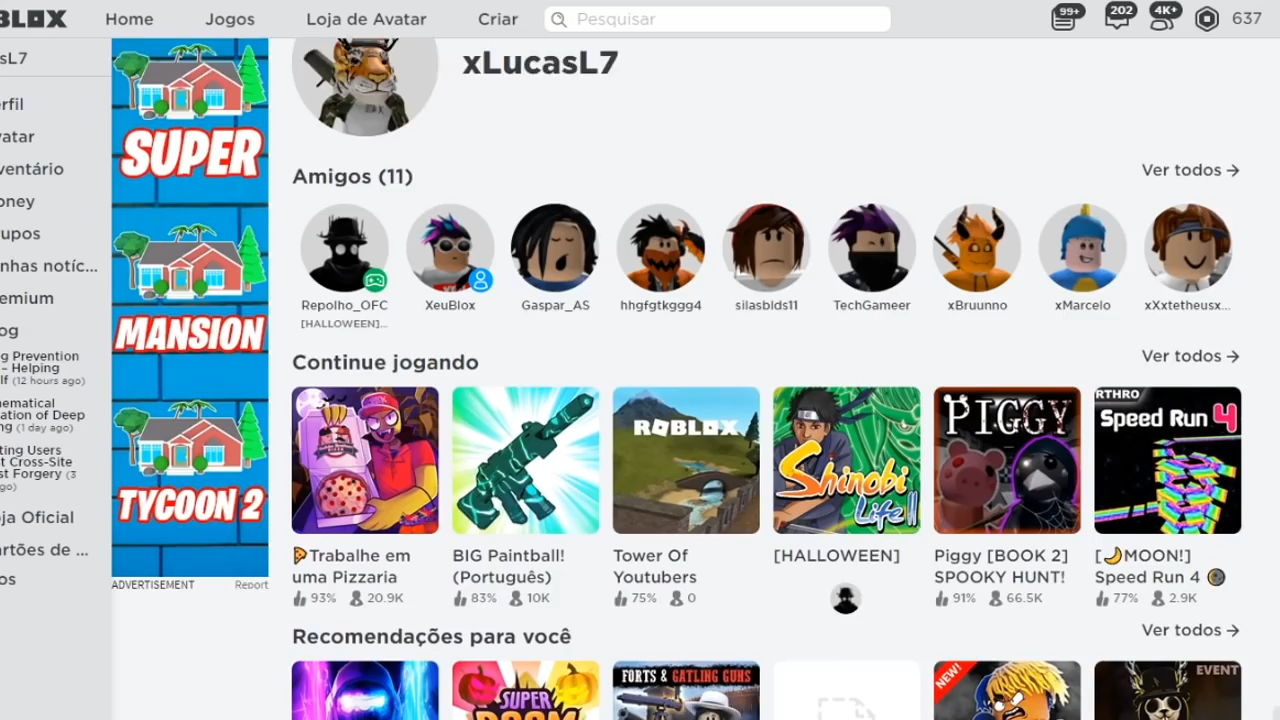 BLOX
Home
Jogos
Loja de Avatar
Criar
Pesquisar
99+
202
4K+
637
sL7
erfil
vatar
ventário
oney
upos
nhas notíc...
emium
og
g Prevention
– Helping
lf (12 hours ago)
hematical
ation of Deep
ng (1 day ago)
ting Users
t Cross-Site
st Forgery (3
ago)
ja Oficial
artões de ...
os
SUPER
MANSION
TYCOON 2
ADVERTISEMENT
Report
xLucasL7
Amigos (11)
Ver todos →
Repolho_OFC
[HALLOWEEN]...
XeuBlox
Gaspar_AS
hhgfgtkggg4
silasblds11
TechGameer
xBruunno
xMarcelo
xXxtetheusx...
Continue jogando
Ver todos →
ROBLOX
Shinobi
Life II
PIGGY
RTHRO
Speed Run 4
🍕Trabalhe em
uma Pizzaria
93% 20.9K
BIG Paintball!
(Português)
83% 10K
Tower Of
Youtubers
75% 0
[HALLOWEEN]
Piggy [BOOK 2]
SPOOKY HUNT!
91% 66.5K
[🌙MOON!]
Speed Run 4 🌘
77% 2.9K
Recomendações para você
Ver todos →
SUPER
DOOM
FORTS & GATLING GUNS
NEW!
EVENT